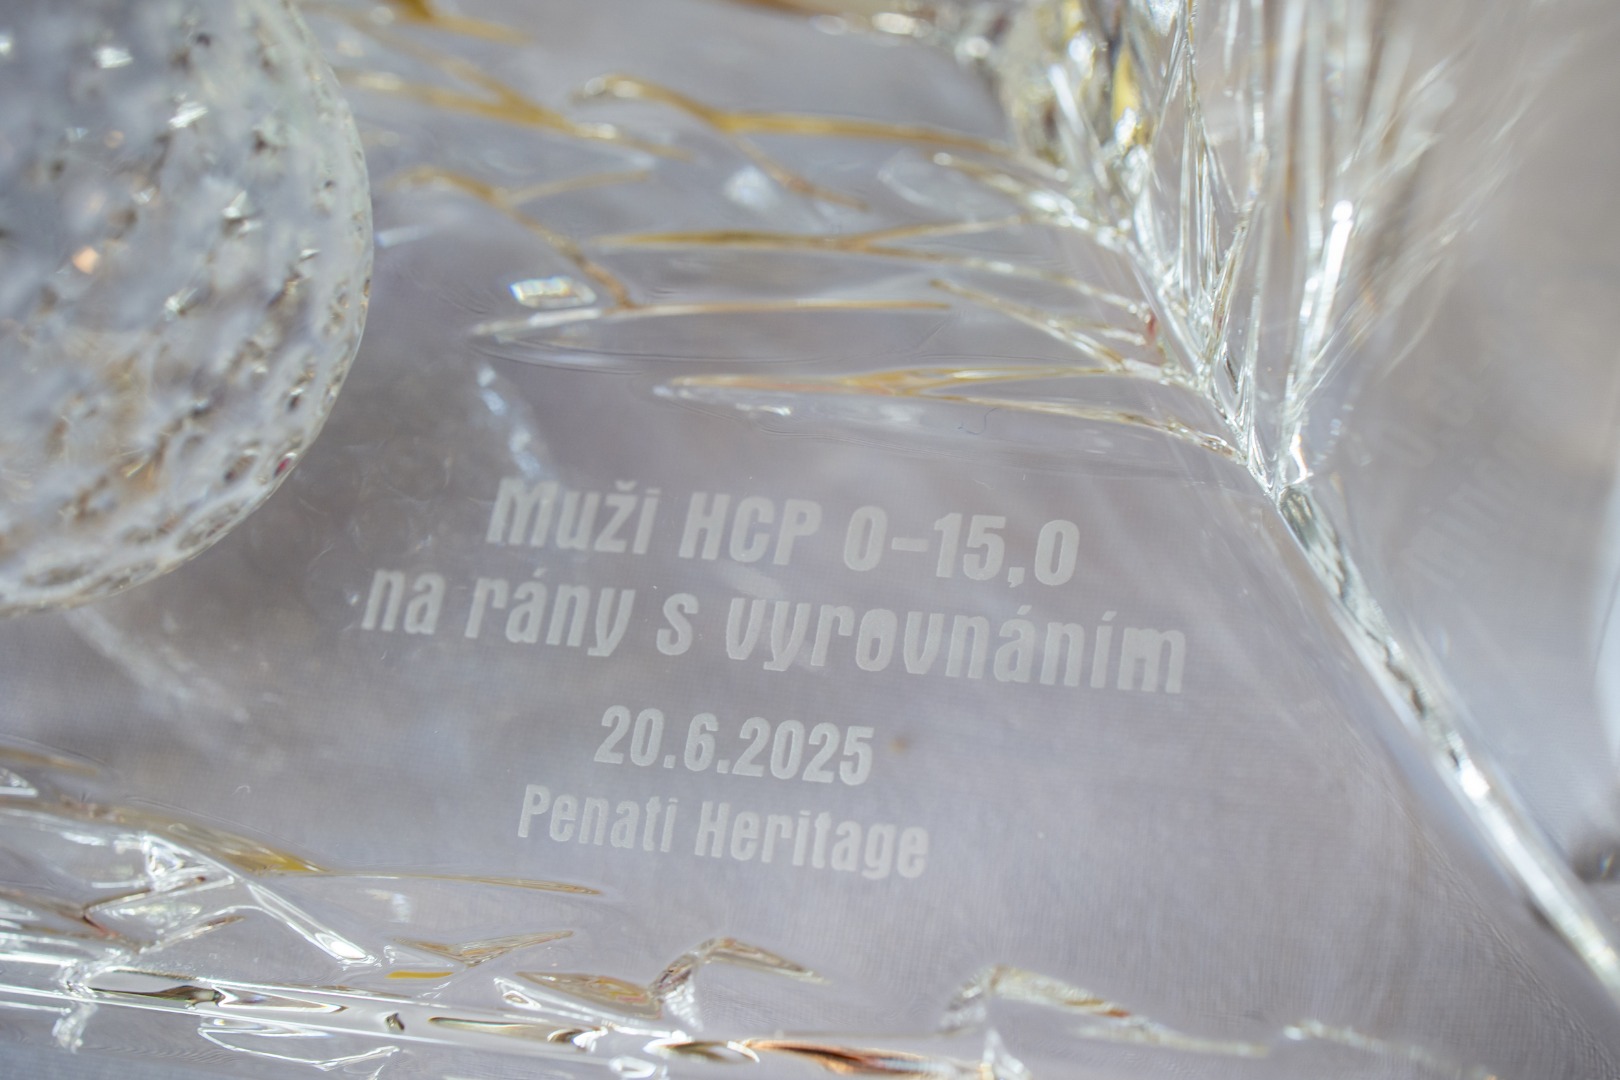 Muži HCP 0-15,0
na rány s vyrovnáním
20.6.2025
Penati Heritage